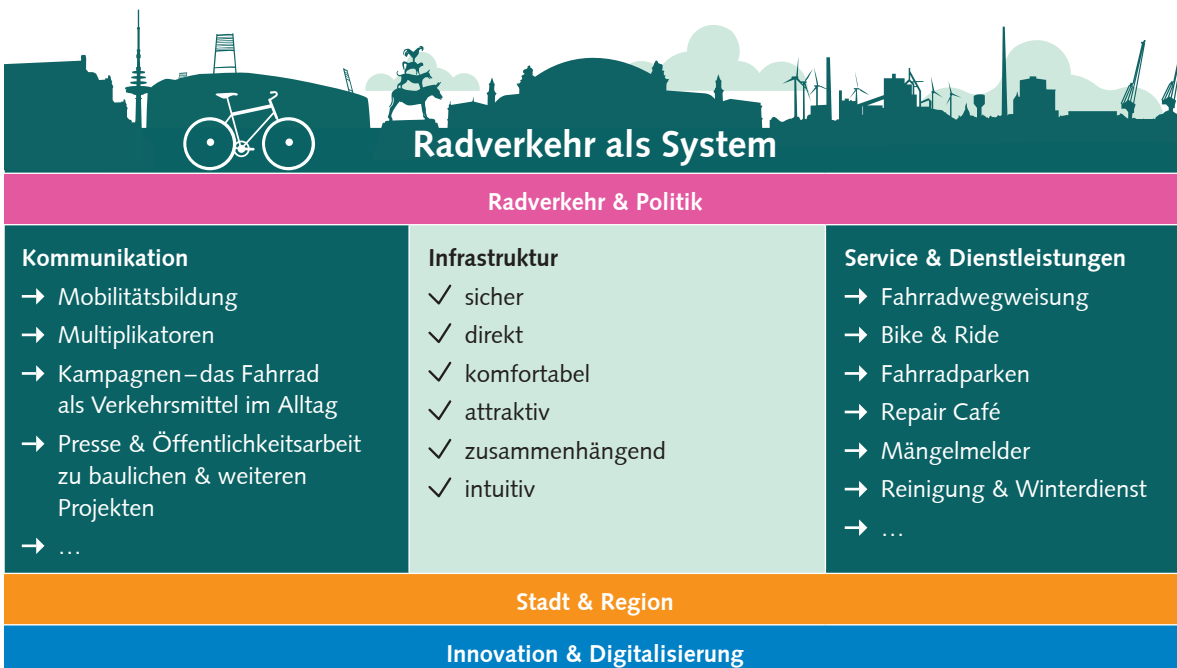 Radverkehr als System
Radverkehr & Politik
Kommunikation
→ Mobilitätsbildung
→ Multiplikatoren
→ Kampagnen – das Fahrrad
als Verkehrsmittel im Alltag
→ Presse & Öffentlichkeitsarbeit
zu baulichen & weiteren
Projekten
→ …
Infrastruktur
✓ sicher
✓ direkt
✓ komfortabel
✓ attraktiv
✓ zusammenhängend
✓ intuitiv
Service & Dienstleistungen
→ Fahrradwegweisung
→ Bike & Ride
→ Fahrradparken
→ Repair Café
→ Mängelmelder
→ Reinigung & Winterdienst
→ …
Stadt & Region
Innovation & Digitalisierung